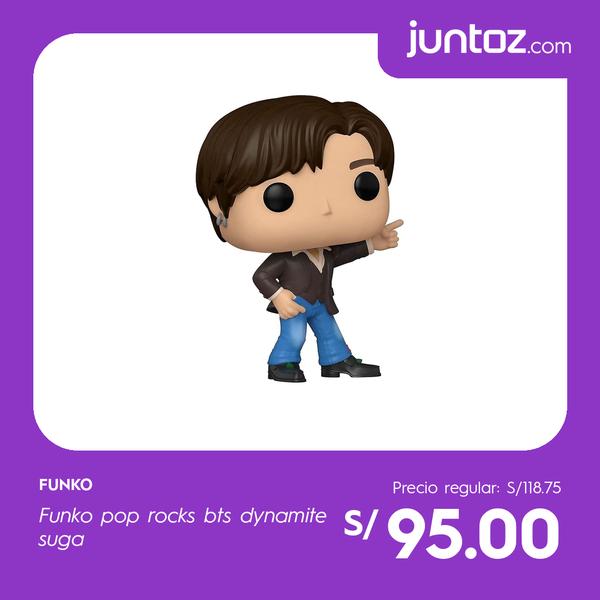 juntoz.com
FUNKO
Funko pop rocks bts dynamite
suga
Precio regular: S/118.75
S/95.00